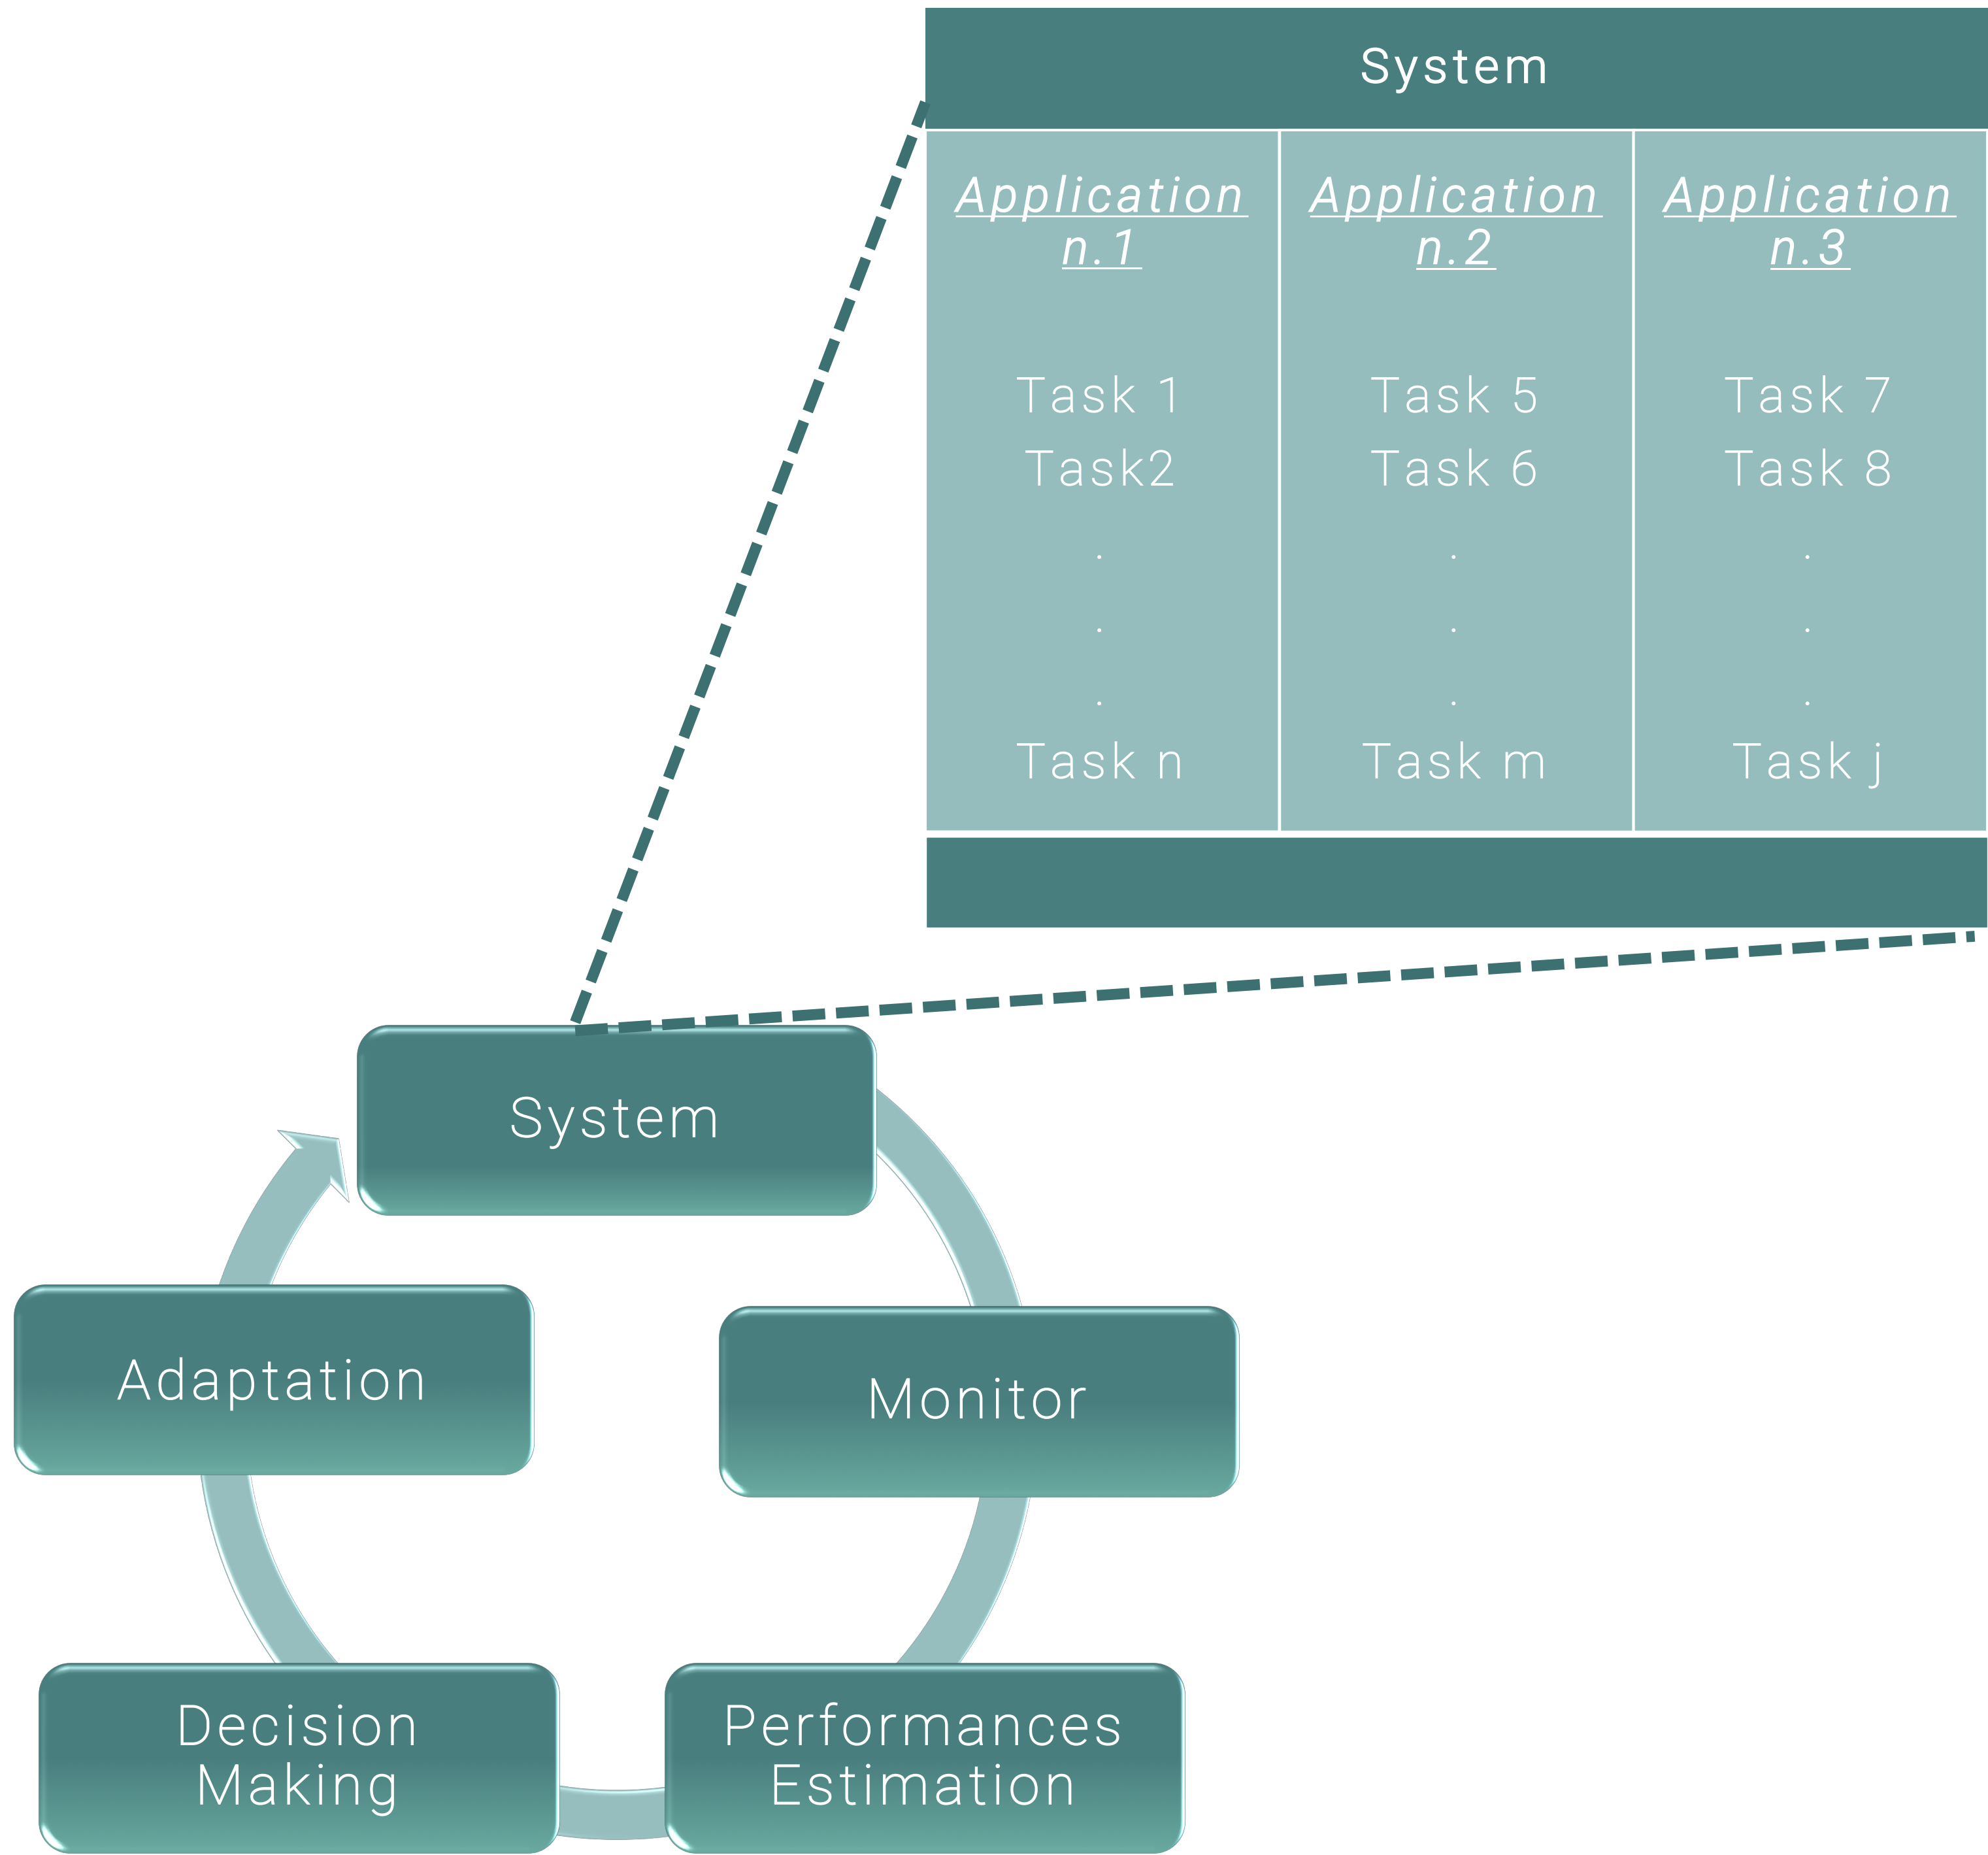 System
Application
n.1
Task 1
Task2
.
.
.
Task n
Application
n.2
Task 5
Task 6
.
.
.
Task m
Application
n.3
Task 7
Task 8
.
.
.
Task j
System
Adaptation
Monitor
Decision
Making
Performances
Estimation